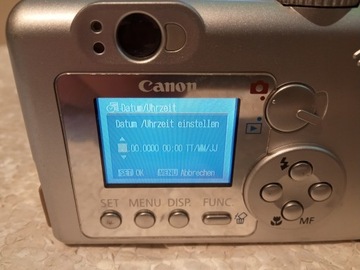 Canon
Datum/Uhrzeit
Datum /Uhrzeit einstellen
.00.0000 00:00 TT/MM/JJ
SET OK MENU Abbrechen
SET MENU DISP. FUNC
MF